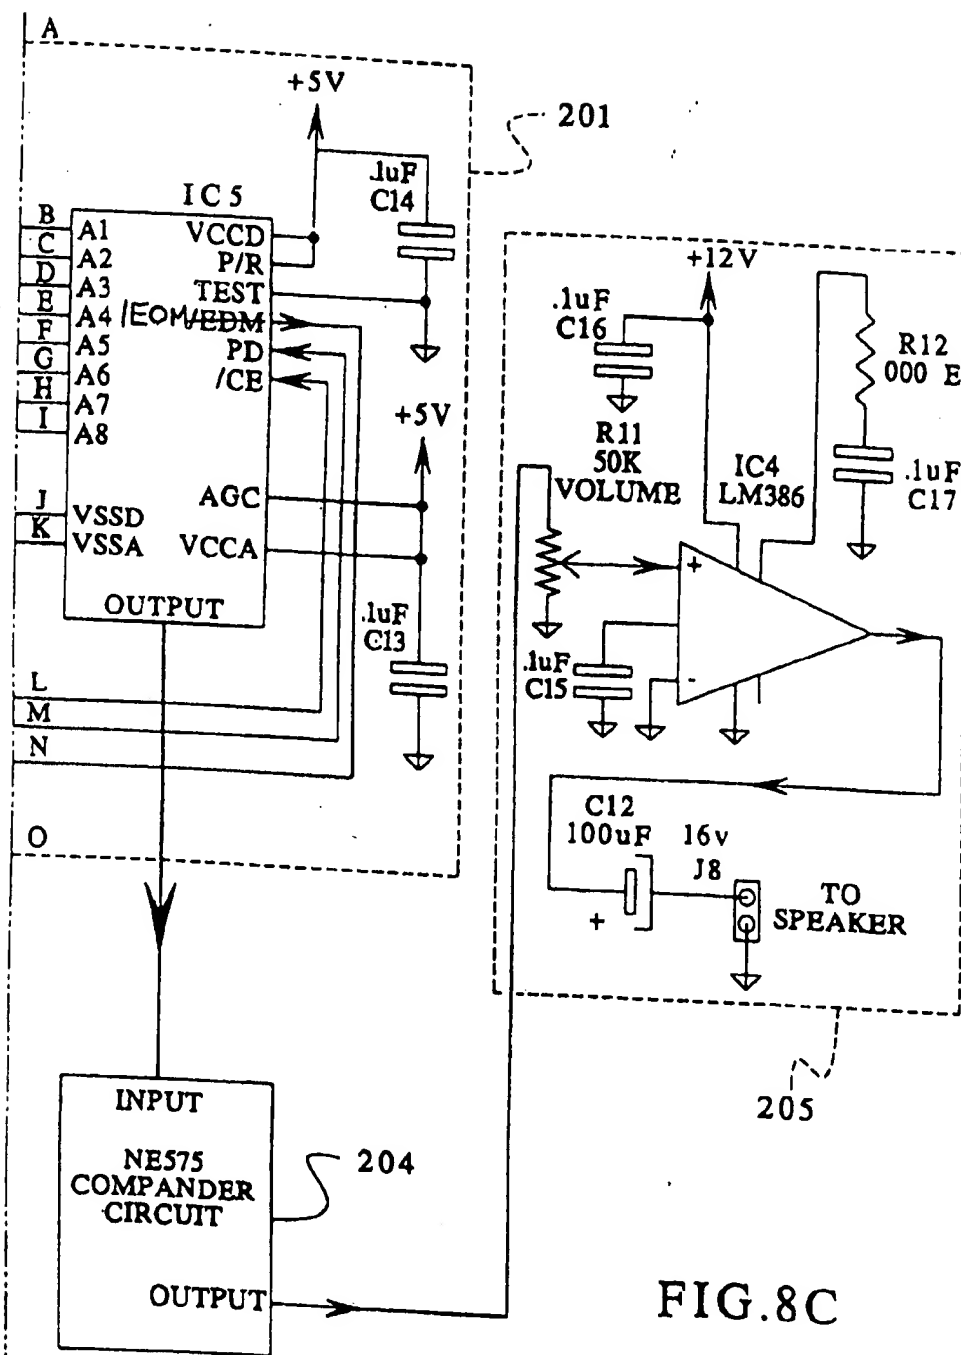 A
+5V
201
.1uF
C14
IC5
B
C
D
E
F
G
H
I
A1
A2
A3
A4
A5
A6
A7
A8
VCCD
P/R
TEST
/EOM/EDM
PD
/CE
+5V
AGC
VCCA
J
K
VSSD
VSSA
OUTPUT
.1uF
C13
L
M
N
O
+12V
.1uF
C16
R11
50K
VOLUME
IC4
LM386
R12
000 E
.1uF
C17
+
-
.1uF
C15
C12
100uF
16v
J8
+
TO
SPEAKER
205
INPUT
NE575
COMPANDER
CIRCUIT
204
OUTPUT
FIG.8C